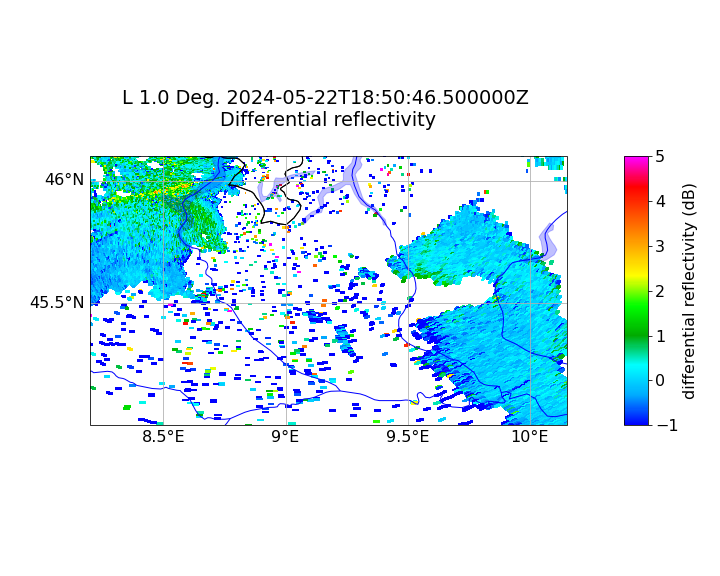 L 1.0 Deg. 2024-05-22T18:50:46.500000Z
Differential reflectivity
46°N
45.5°N
8.5°E
9°E
9.5°E
10°E
5
4
3
2
1
0
−1
differential reflectivity (dB)